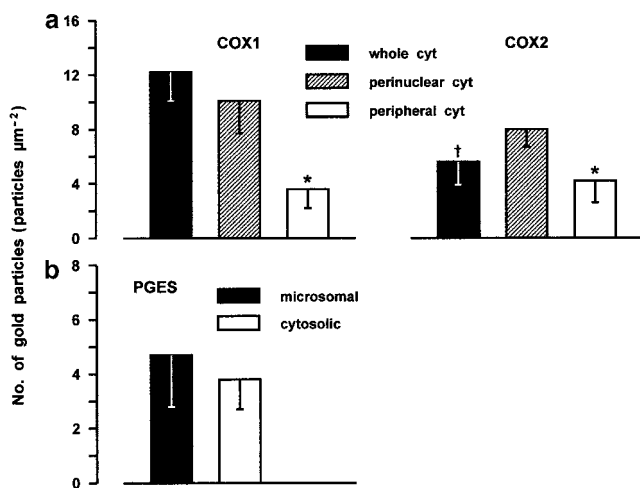 a
16
12
8
4
0
COX1
COX2
whole cyt
perinuclear cyt
peripheral cyt
*
†
*
No. of gold particles (particles µm⁻²)
b
8
6
4
2
0
PGES
microsomal
cytosolic